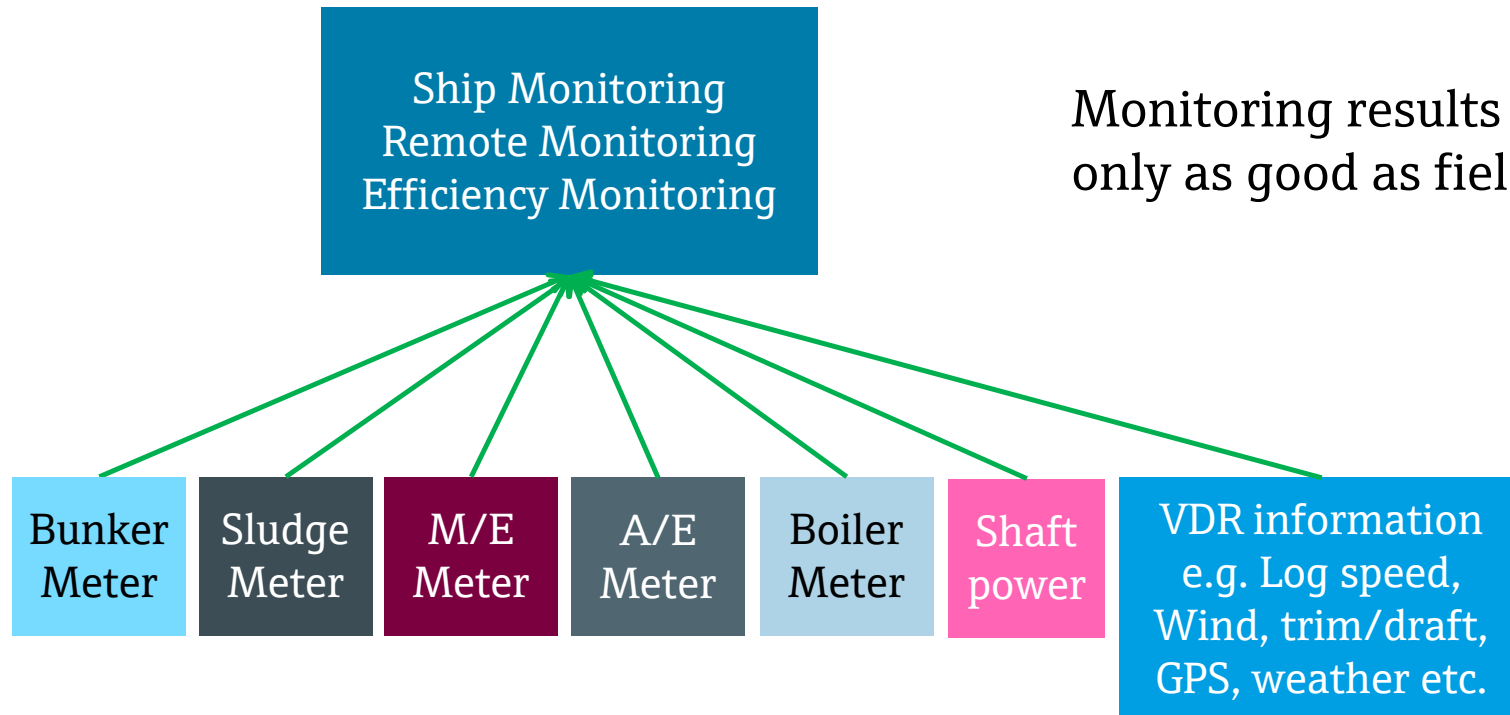 Ship Monitoring
Remote Monitoring
Efficiency Monitoring
Monitoring results
only as good as fiel
Bunker
Meter
Sludge
Meter
M/E
Meter
A/E
Meter
Boiler
Meter
Shaft
power
VDR information
e.g. Log speed,
Wind, trim/draft,
GPS, weather etc.